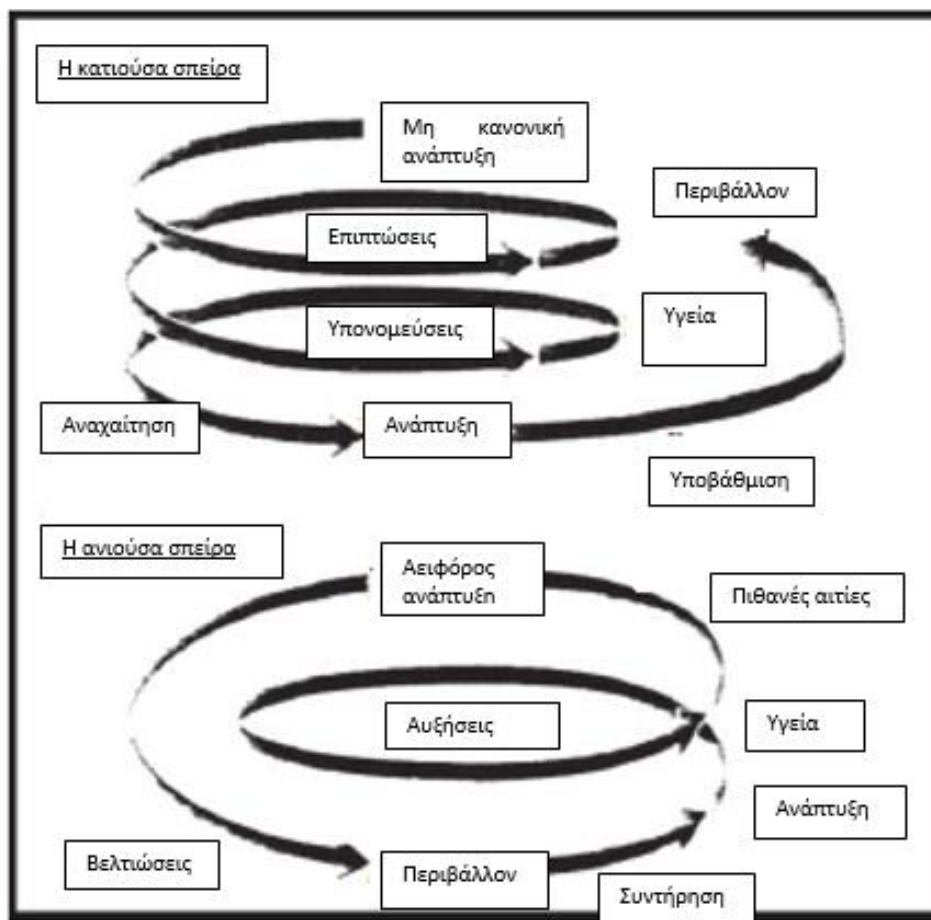 Η κατιούσα σπείρα
Μη κανονική
ανάπτυξη
Περιβάλλον
Επιπτώσεις
Υπονομεύσεις
Υγεία
Αναχαίτηση
Ανάπτυξη
Υποβάθμιση
Η ανιούσα σπείρα
Αειφόρος
ανάπτυξη
Πιθανές αιτίες
Αυξήσεις
Υγεία
Ανάπτυξη
Βελτιώσεις
Περιβάλλον
Συντήρηση